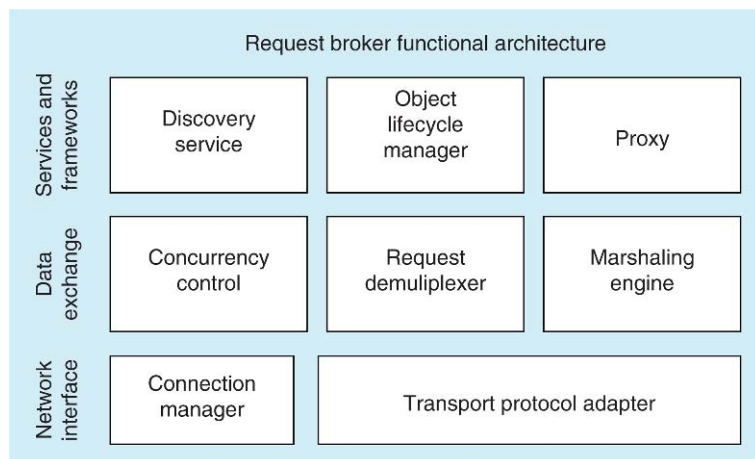 Request broker functional architecture
Services and
frameworks
Discovery
service
Object
lifecycle
manager
Proxy
Data
exchange
Concurrency
control
Request
demuliplexer
Marshaling
engine
Network
interface
Connection
manager
Transport protocol adapter